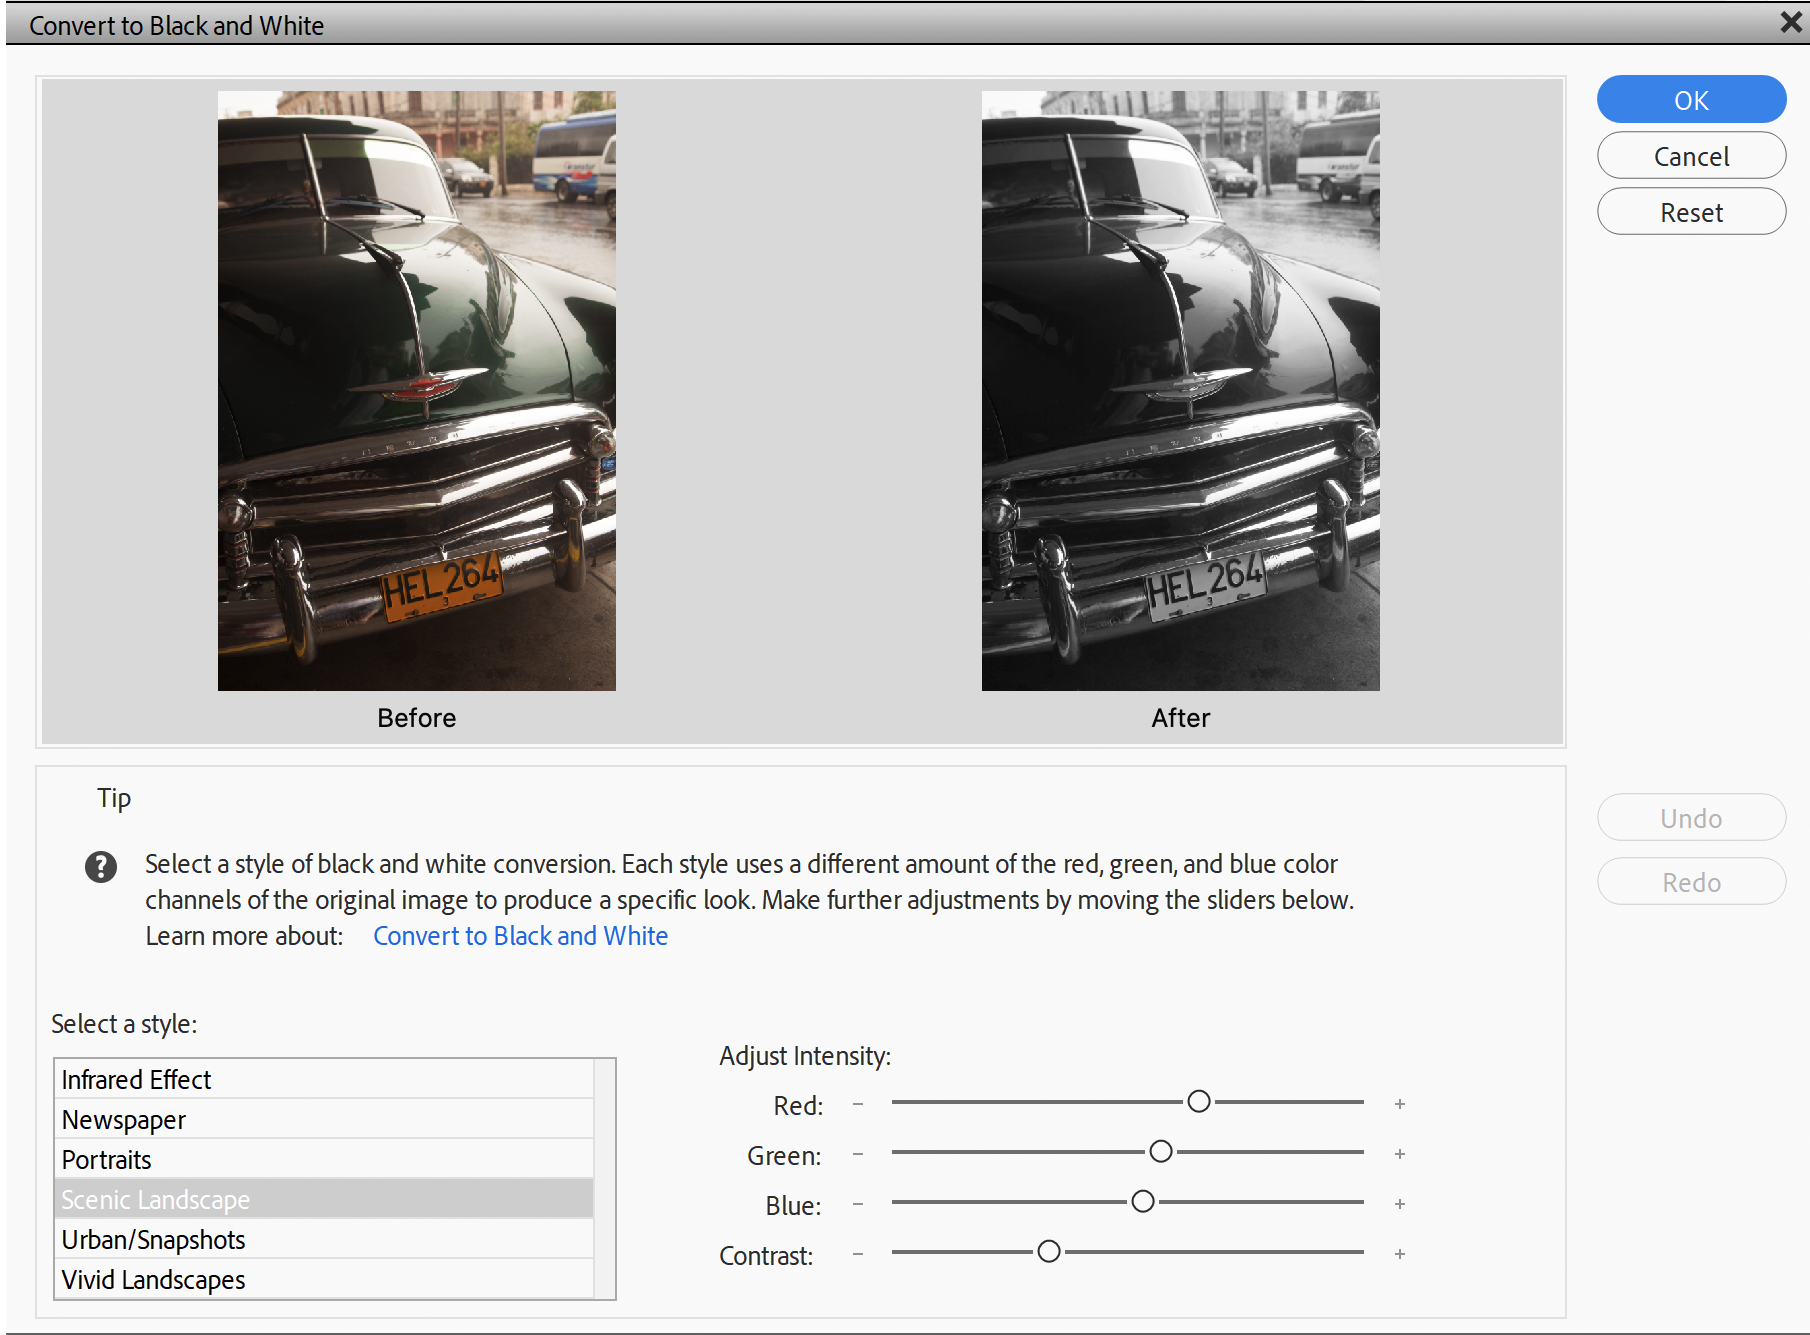 Convert to Black and White
OK
Cancel
Reset
HEL 264
3
HEL 264
3
Before
After
Tip
Select a style of black and white conversion. Each style uses a different amount of the red, green, and blue color
channels of the original image to produce a specific look. Make further adjustments by moving the sliders below.
Learn more about: Convert to Black and White
Undo
Redo
Select a style:
Infrared Effect
Newspaper
Portraits
Scenic Landscape
Urban/Snapshots
Vivid Landscapes
Adjust Intensity:
Red: - +
Green: - +
Blue: - +
Contrast: - +